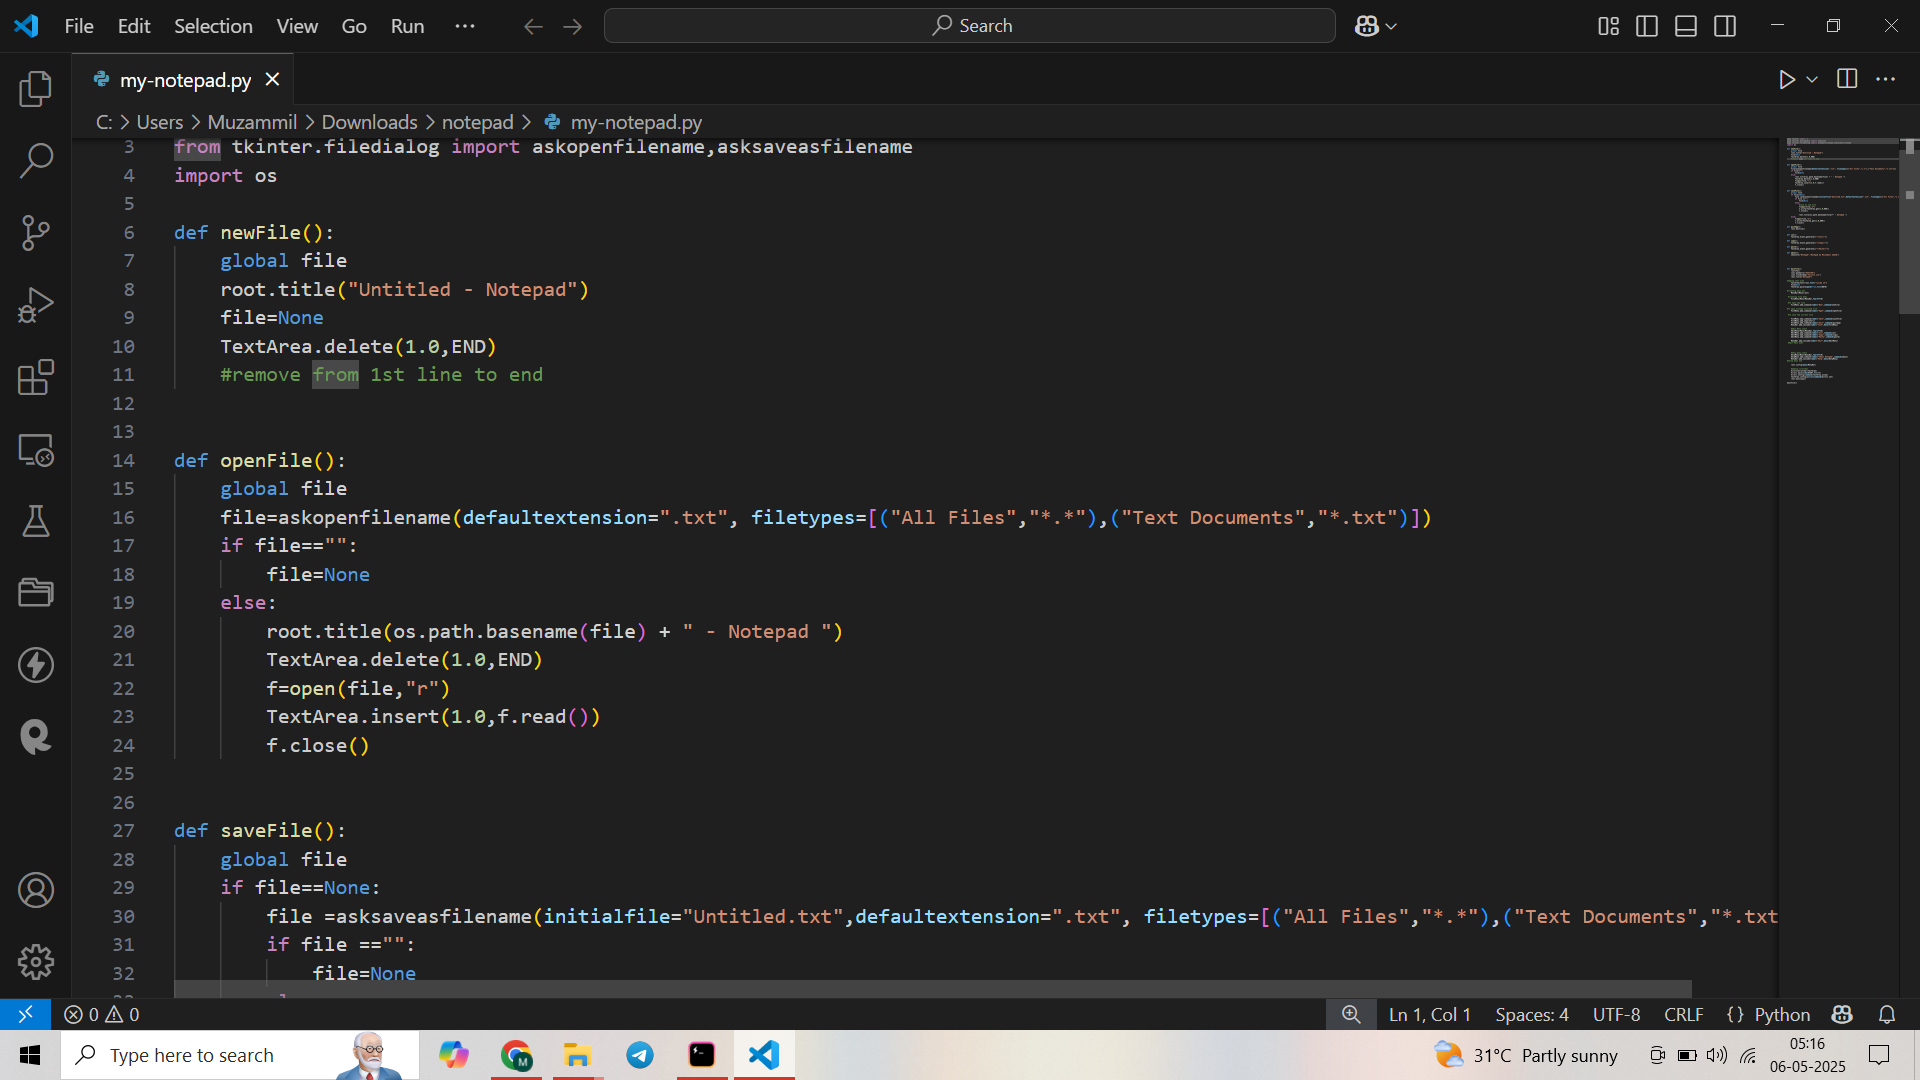 File Edit Selection View Go Run ··· Search
my-notepad.py
C: > Users > Muzammil > Downloads > notepad > my-notepad.py
3 from tkinter.filedialog import askopenfilename,asksaveasfilename
4 import os
5
6 def newFile():
7     global file
8     root.title("Untitled - Notepad")
9     file=None
10     TextArea.delete(1.0,END)
11     #remove from 1st line to end
12
13
14 def openFile():
15     global file
16     file=askopenfilename(defaultextension=".txt", filetypes=[("All Files","*.*"),("Text Documents","*.txt")])
17     if file=="":
18         file=None
19     else:
20         root.title(os.path.basename(file) + " - Notepad ")
21         TextArea.delete(1.0,END)
22         f=open(file,"r")
23         TextArea.insert(1.0,f.read())
24         f.close()
25
26
27 def saveFile():
28     global file
29     if file==None:
30         file =asksaveasfilename(initialfile="Untitled.txt",defaultextension=".txt", filetypes=[("All Files","*.*"),("Text Documents","*.txt
31         if file =="":
32             file=None
0 0 Ln 1, Col 1 Spaces: 4 UTF-8 CRLF {} Python
Type here to search 31°C Partly sunny 05:16
06-05-2025